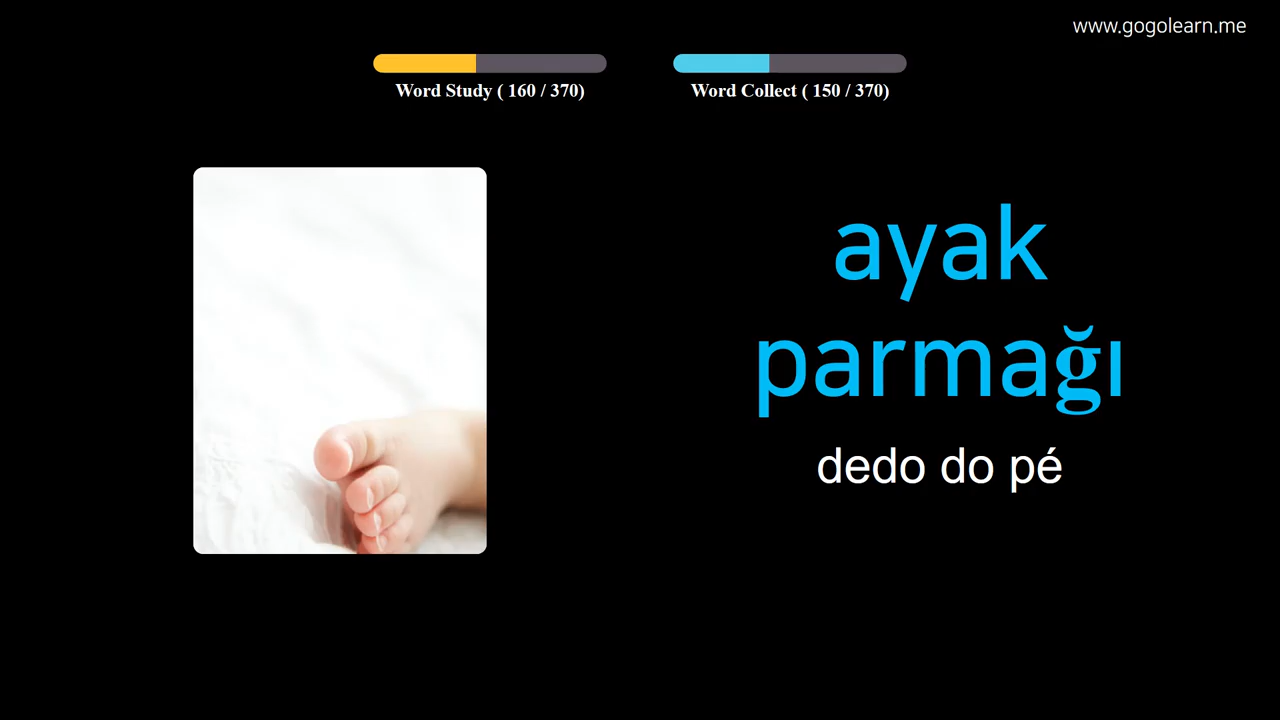 www.gogolearn.me
Word Study ( 160 / 370)
Word Collect ( 150 / 370)
ayak
parmağı
dedo do pé